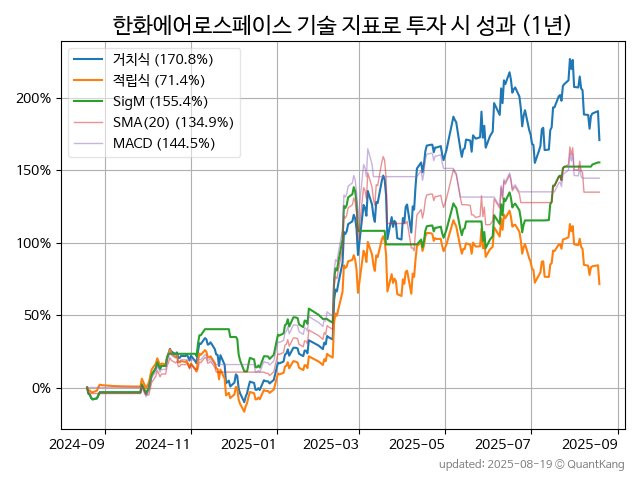 한화에어로스페이스 기술 지표로 투자 시 성과 (1년)
거치식 (170.8%)
적립식 (71.4%)
SigM (155.4%)
SMA(20) (134.9%)
MACD (144.5%)
200%
150%
100%
50%
0%
2024-09 2024-11 2025-01 2025-03 2025-05 2025-07 2025-09
updated: 2025-08-19 © QuantKang